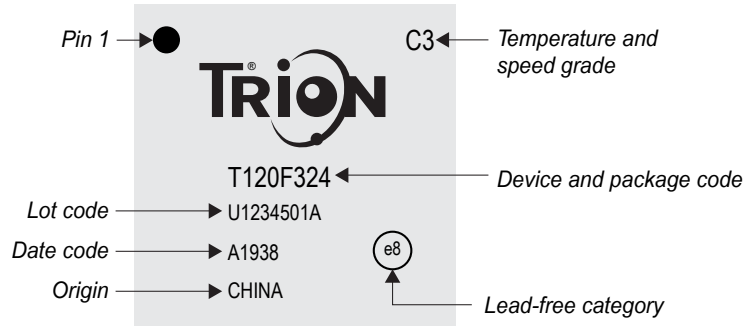 Pin 1
C3
Temperature and
speed grade
TRION®
T120F324
Device and package code
Lot code
U1234501A
Date code
A1938
e8
Origin
CHINA
Lead-free category